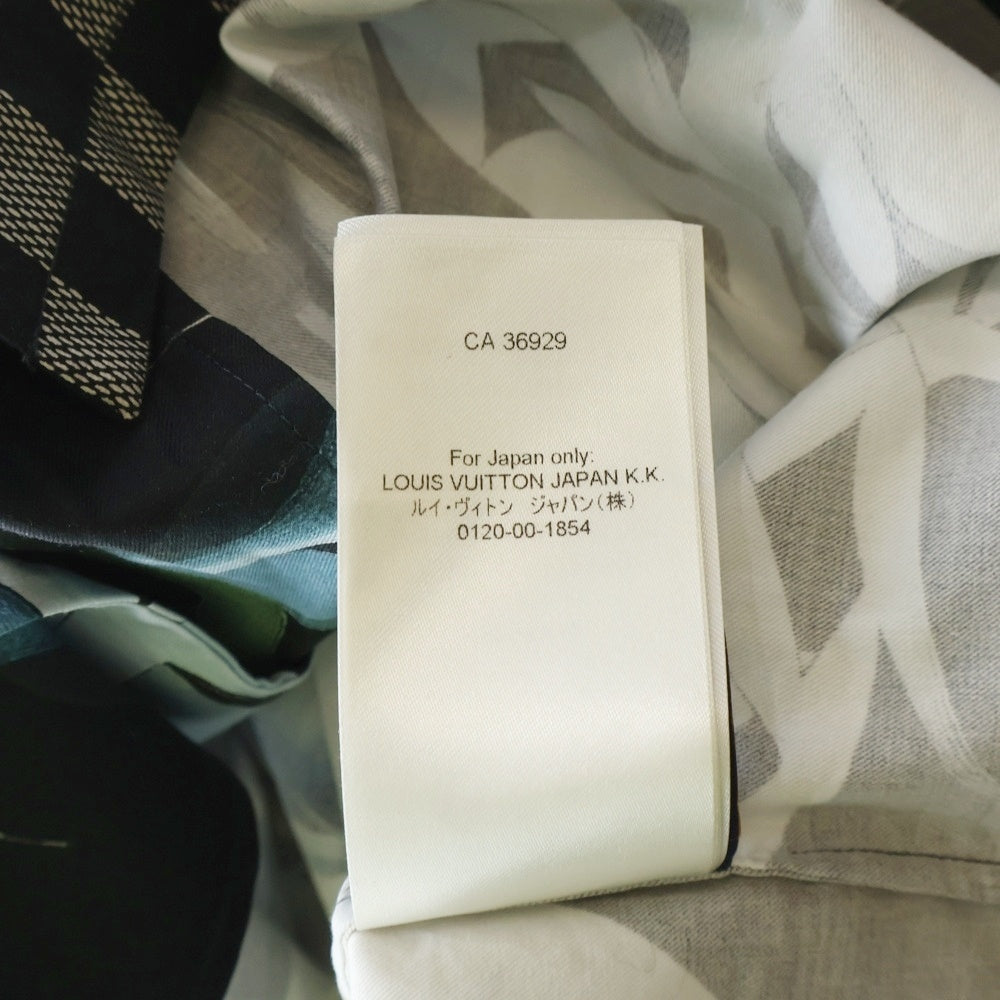 CA 36929
For Japan only:
LOUIS VUITTON JAPAN K.K.
ルイ・ヴィトン　ジャパン(株)
0120-00-1854